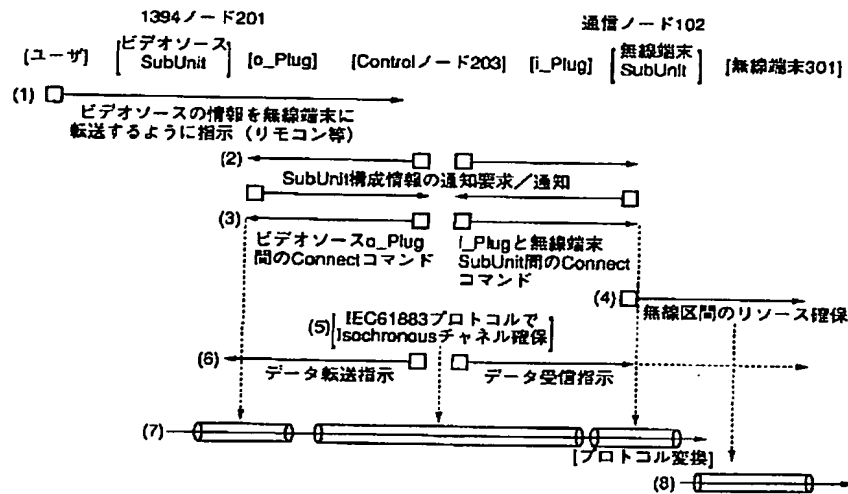 1394ノード201
通信ノード102
[ユーザ]
[ビデオソース
SubUnit]
[o_Plug]
[Controlノード203]
[i_Plug]
[無線端末
SubUnit]
[無線端末301]
(1)
ビデオソースの情報を無線端末に
転送するように指示（リモコン等）
(2)
SubUnit構成情報の通知要求／通知
(3)
ビデオソースo_Plug
間のConnectコマンド
i_Plugと無線端末
SubUnit間のConnect
コマンド
(4)
無線区間のリソース確保
(5)
[IEC61883プロトコルで
Isochronousチャネル確保]
(6)
データ転送指示
データ受信指示
(7)
[プロトコル変換]
(8)